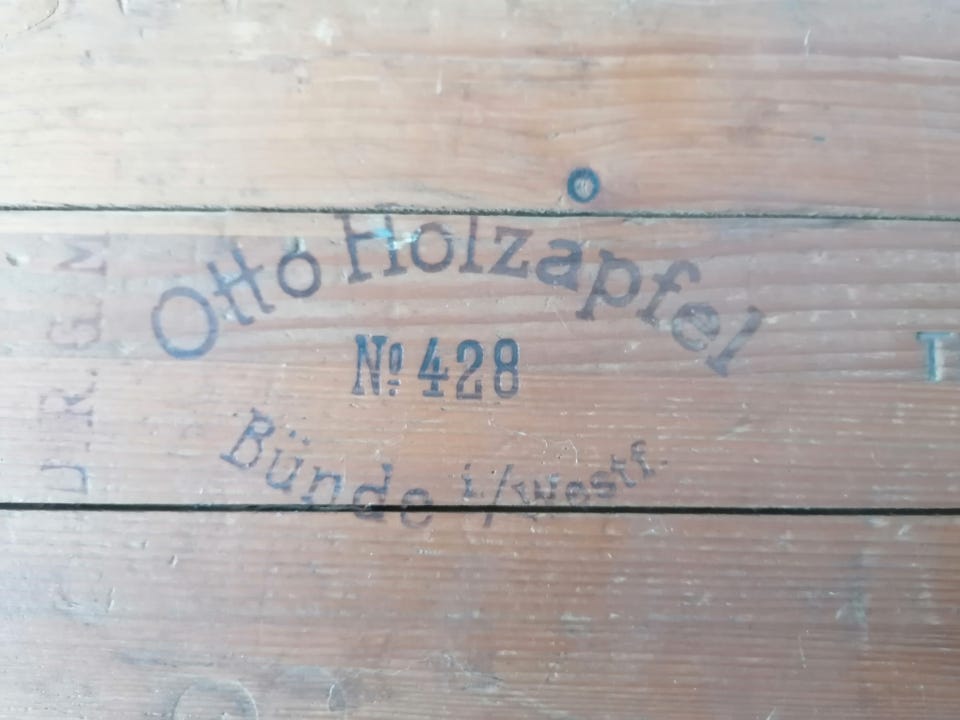 Otto Holzapfel
Nº 428
Bünde i/Westf.
D.R.G.M
T